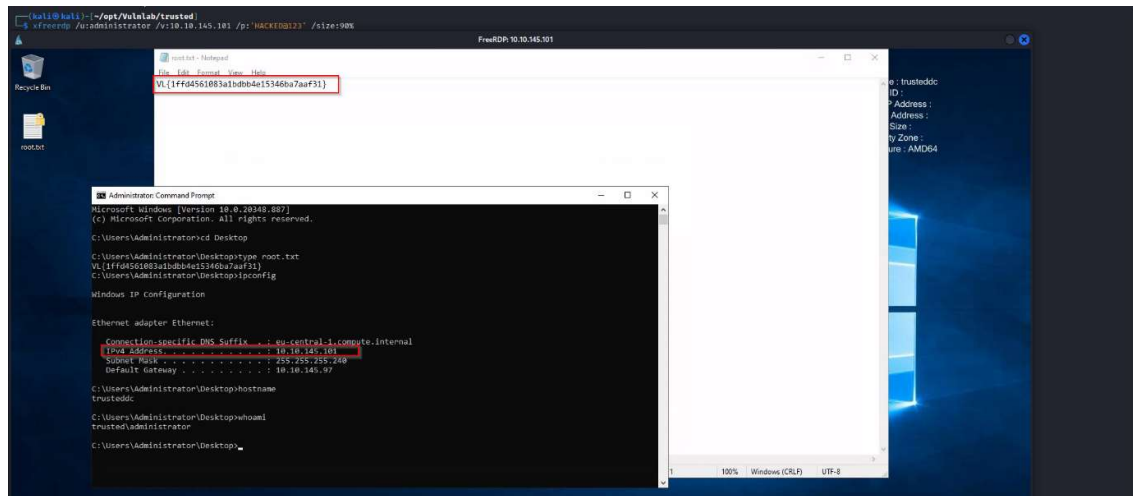 (kali㉿kali)-[~/opt/Vulnlab/trusted]
$ xfreerdp /u:administrator /v:10.10.145.101 /p:'HACKED@123' /size:90%
FreeRDP: 10.10.145.101
Recycle Bin
root.txt
root.txt - Notepad
File Edit Format View Help
VL{1ffd4561083a1bdbb4e15346ba7aaf31}
e : trusteddc
ID :
P Address :
Address :
Size :
ty Zone :
ure : AMD64
Administrator: Command Prompt
Microsoft Windows [Version 10.0.20348.887]
(c) Microsoft Corporation. All rights reserved.
C:\Users\Administrator>cd Desktop
C:\Users\Administrator\Desktop>type root.txt
VL{1ffd4561083a1bdbb4e15346ba7aaf31}
C:\Users\Administrator\Desktop>ipconfig
Windows IP Configuration
Ethernet adapter Ethernet:
Connection-specific DNS Suffix . : eu-central-1.compute.internal
IPv4 Address. . . . . . . . . . . : 10.10.145.101
Subnet Mask . . . . . . . . . . . : 255.255.255.240
Default Gateway . . . . . . . . . : 10.10.145.97
C:\Users\Administrator\Desktop>hostname
trusteddc
C:\Users\Administrator\Desktop>whoami
trusted\administrator
C:\Users\Administrator\Desktop>
1 100% Windows (CRLF) UTF-8